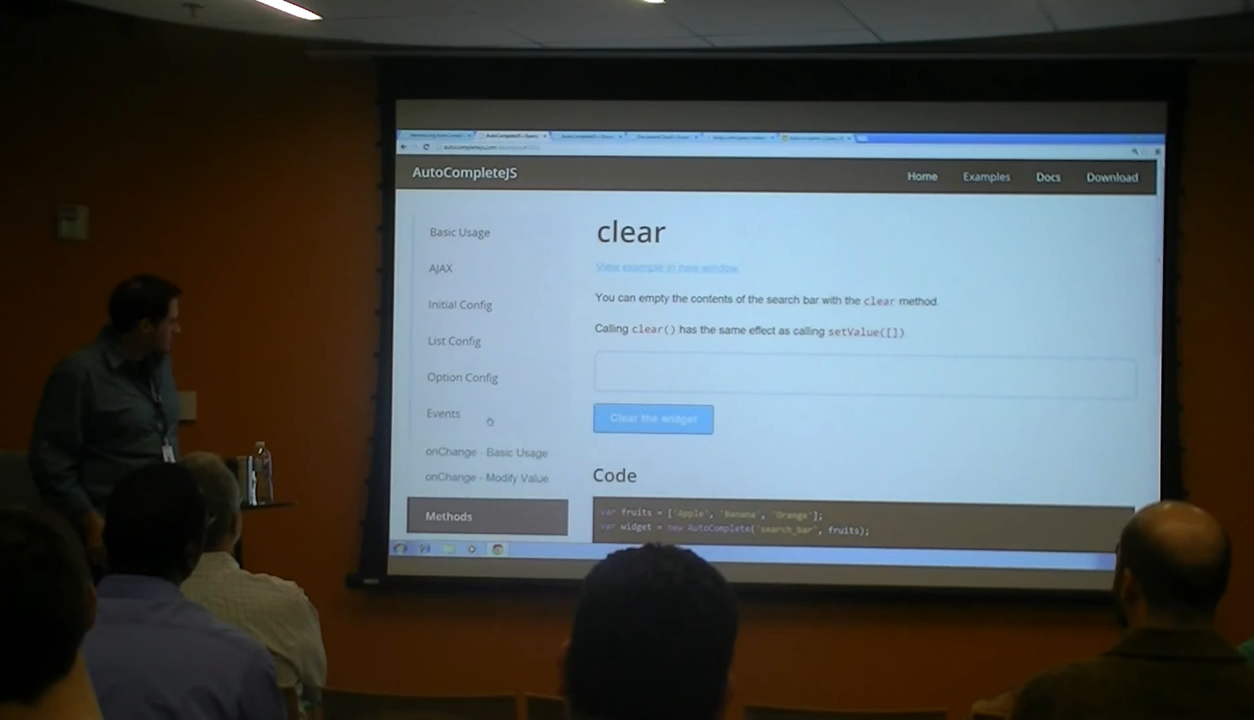 AutoCompleteJS
Home Examples Docs Download
Basic Usage
AJAX
Initial Config
List Config
Option Config
Events
onChange - Basic Usage
onChange - Modify Value
Methods
clear
View example in new window
You can empty the contents of the search bar with the clear method.
Calling clear() has the same effect as calling setValue([])
Clear the widget
Code
var fruits = ['Apple', 'Banana', 'Orange'];
var widget = new AutoComplete('search_bar', fruits);